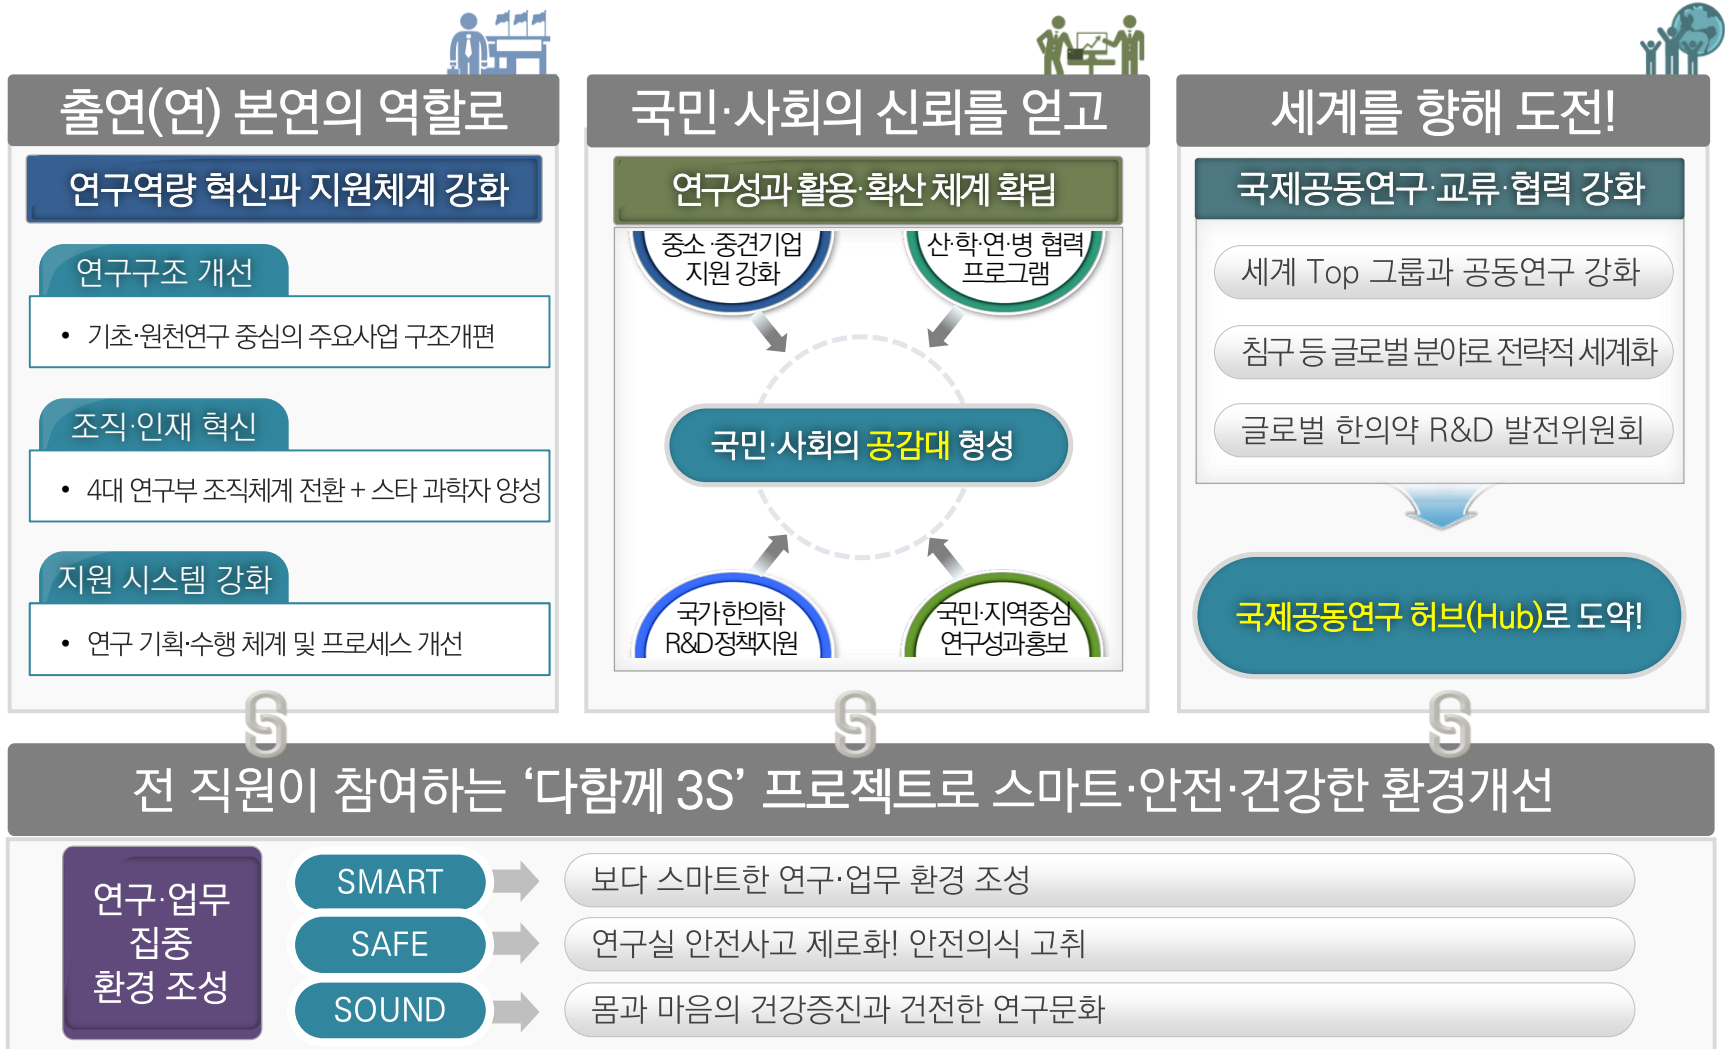 출연(연) 본연의 역할로
연구역량 혁신과 지원체계 강화
연구구조 개선
• 기초·원천연구 중심의 주요사업 구조개편
조직·인재 혁신
• 4대 연구부 조직체계 전환 + 스타 과학자 양성
지원 시스템 강화
• 연구 기획·수행 체계 및 프로세스 개선
국민·사회의 신뢰를 얻고
연구성과 활용·확산 체계 확립
중소·중견기업
지원 강화
산·학·연·병 협력
프로그램
국민·사회의 공감대 형성
국가 한의학
R&D 정책지원
국민·지역중심
연구성과 홍보
세계를 향해 도전!
국제공동연구·교류·협력 강화
세계 Top 그룹과 공동연구 강화
침구 등 글로벌 분야로 전략적 세계화
글로벌 한의약 R&D 발전위원회
국제공동연구 허브(Hub)로 도약!
전 직원이 참여하는 ‘다함께 3S’ 프로젝트로 스마트·안전·건강한 환경개선
연구·업무
집중
환경 조성
SMART
보다 스마트한 연구·업무 환경 조성
SAFE
연구실 안전사고 제로화! 안전의식 고취
SOUND
몸과 마음의 건강증진과 건전한 연구문화